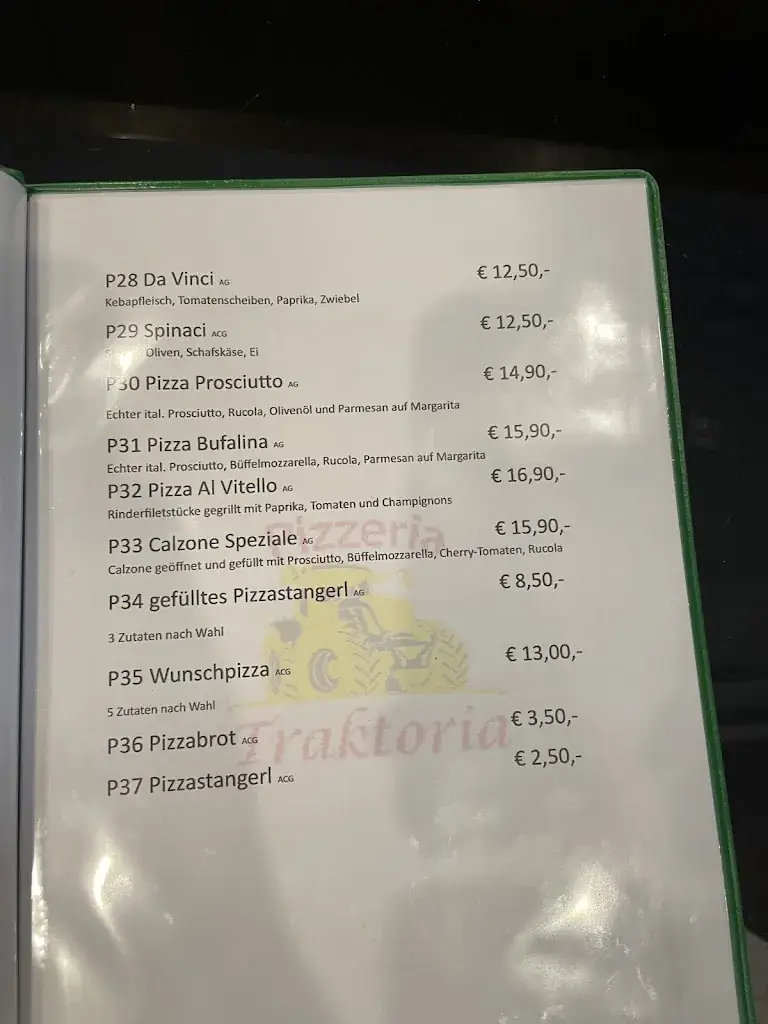 P28 Da Vinci AG € 12,50,-
Kebapfleisch, Tomatenscheiben, Paprika, Zwiebel
P29 Spinaci ACG € 12,50,-
Oliven, Schafskäse, Ei
P30 Pizza Prosciutto AG € 14,90,-
Echter ital. Prosciutto, Rucola, Olivenöl und Parmesan auf Margarita
P31 Pizza Bufalina AG € 15,90,-
Echter ital. Prosciutto, Büffelmozzarella, Rucola, Parmesan auf Margarita
P32 Pizza Al Vitello AG € 16,90,-
Rinderfiletstücke gegrillt mit Paprika, Tomaten und Champignons
Pizzeria
P33 Calzone Speziale AG € 15,90,-
Calzone geöffnet und gefüllt mit Prosciutto, Büffelmozzarella, Cherry-Tomaten, Rucola
P34 gefülltes Pizzastangerl AG € 8,50,-
3 Zutaten nach Wahl
P35 Wunschpizza ACG € 13,00,-
5 Zutaten nach Wahl
P36 Pizzabrot ACG € 3,50,-
Traktoria
P37 Pizzastangerl ACG € 2,50,-